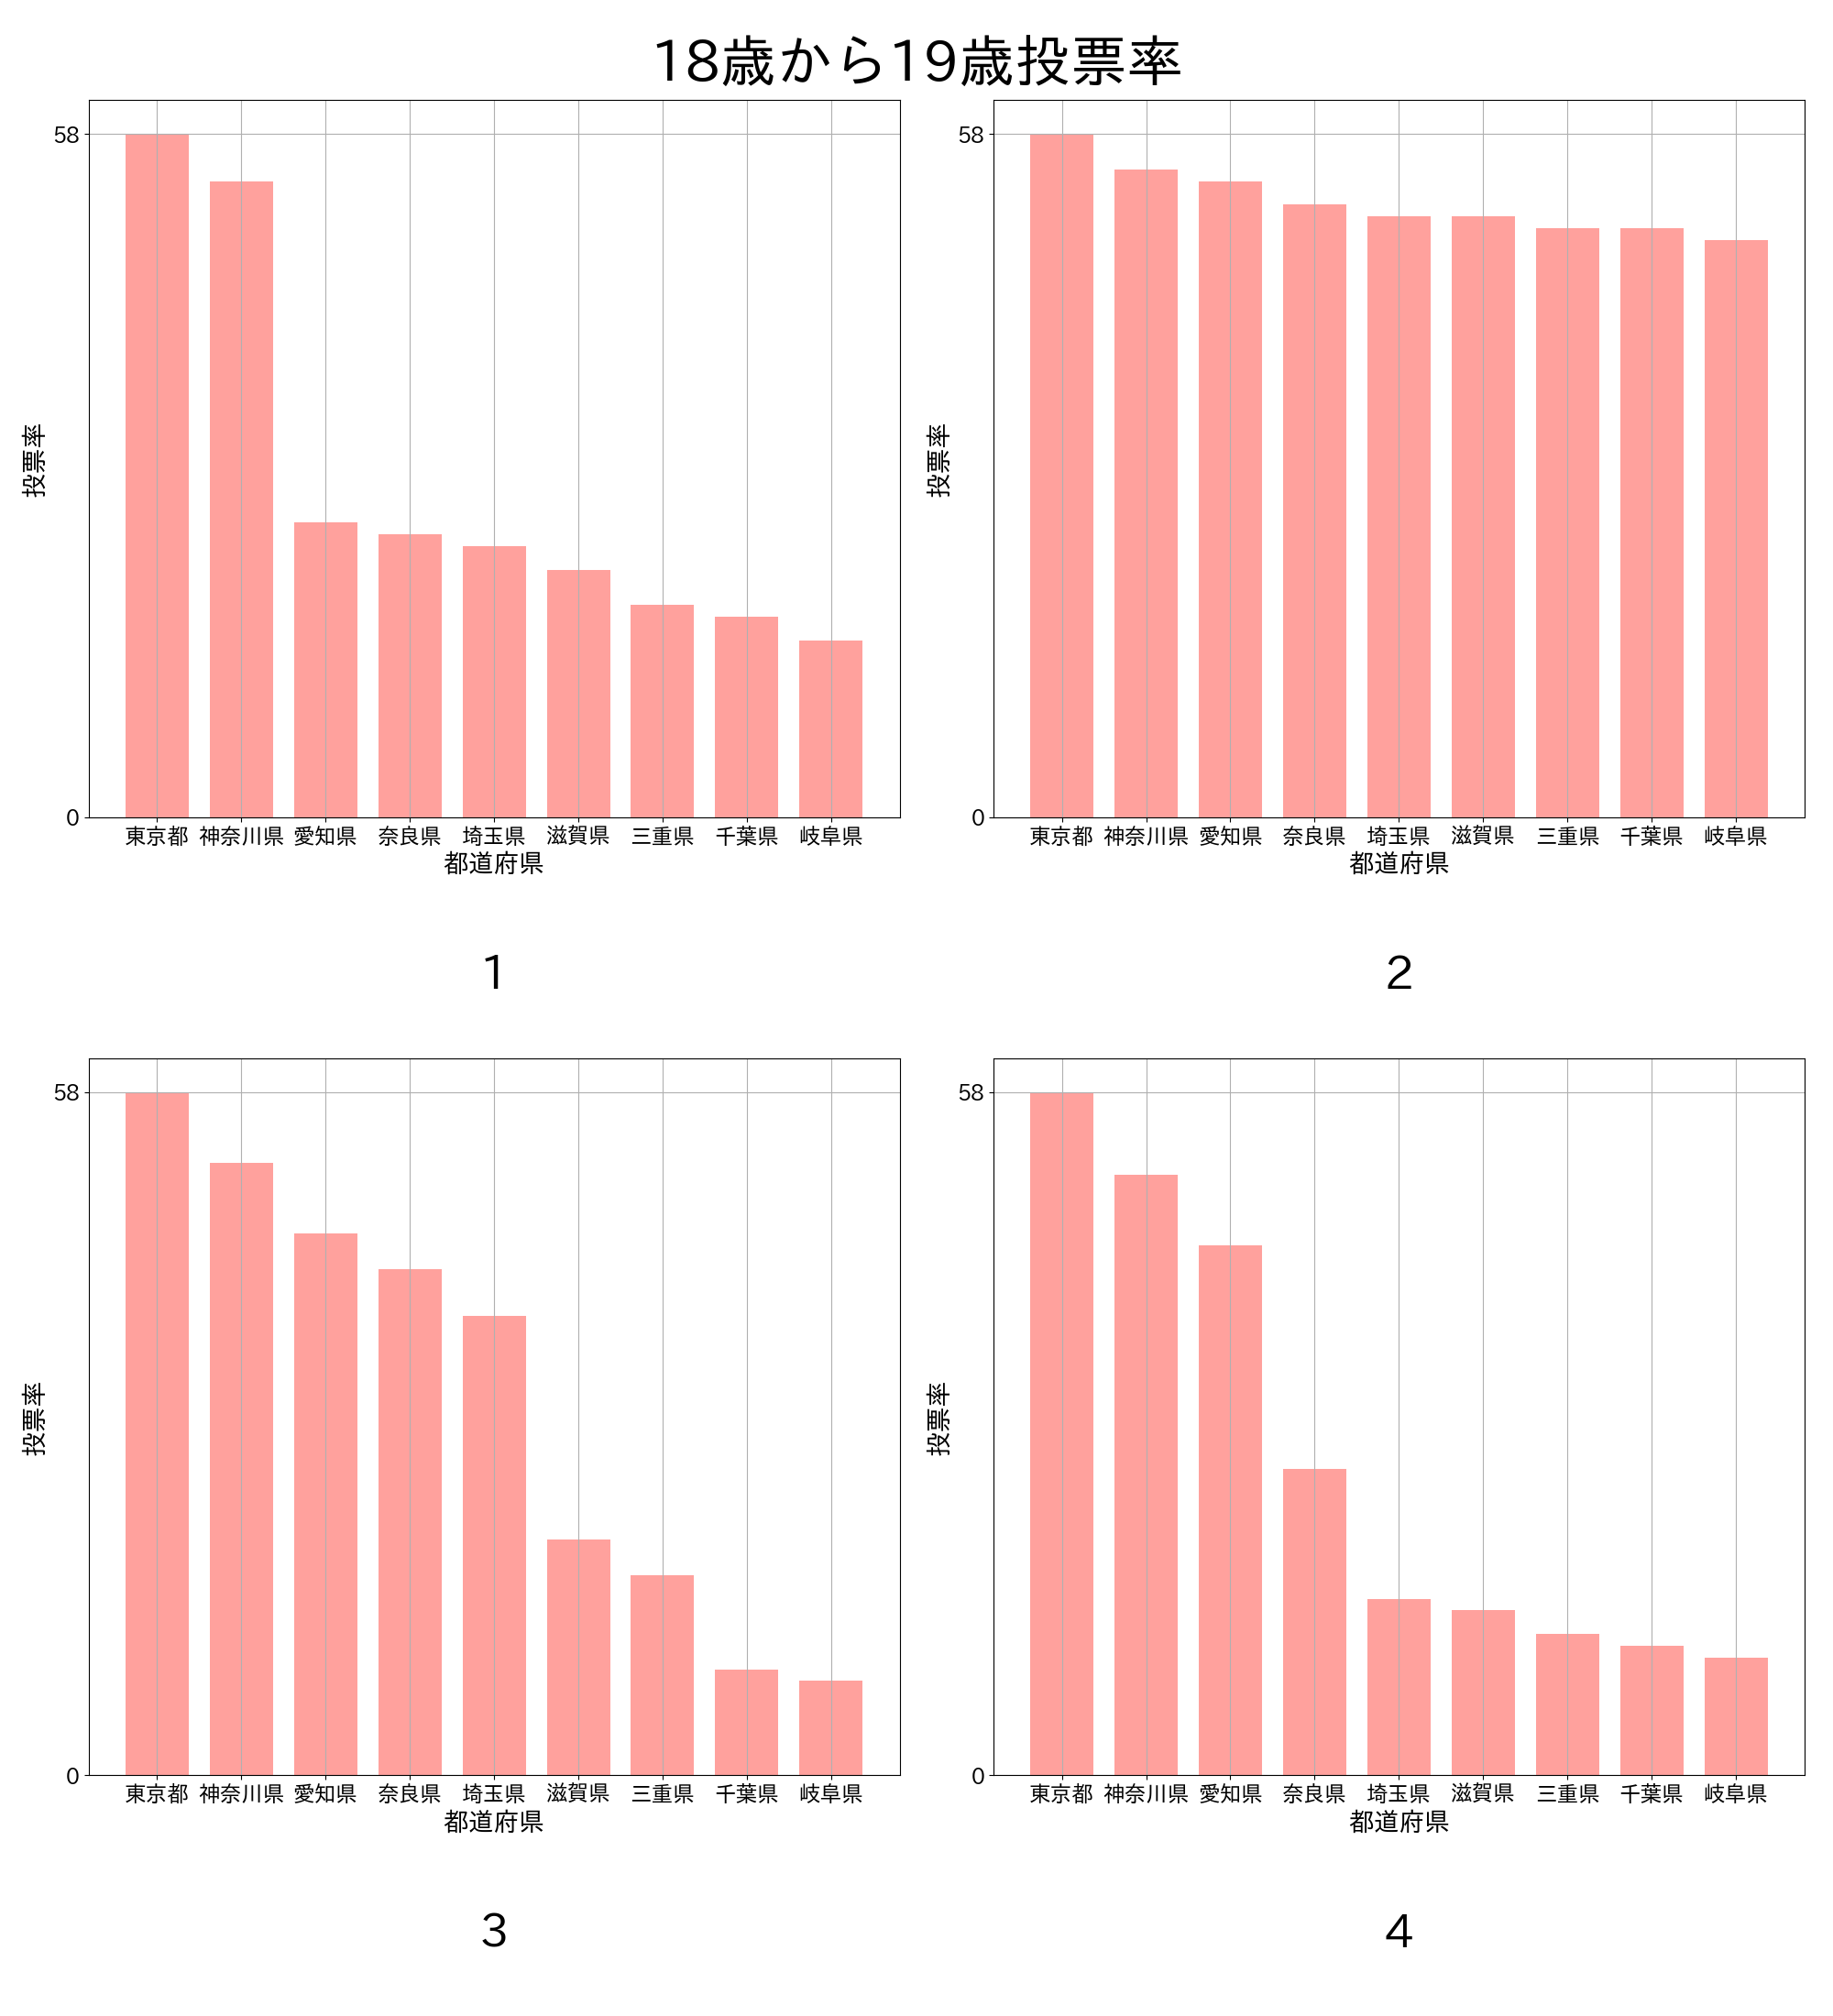 18歳から19歳投票率
58
0
投票率
東京都 神奈川県 愛知県 奈良県 埼玉県 滋賀県 三重県 千葉県 岐阜県
都道府県
1
58
0
投票率
東京都 神奈川県 愛知県 奈良県 埼玉県 滋賀県 三重県 千葉県 岐阜県
都道府県
2
58
0
投票率
東京都 神奈川県 愛知県 奈良県 埼玉県 滋賀県 三重県 千葉県 岐阜県
都道府県
3
58
0
投票率
東京都 神奈川県 愛知県 奈良県 埼玉県 滋賀県 三重県 千葉県 岐阜県
都道府県
4